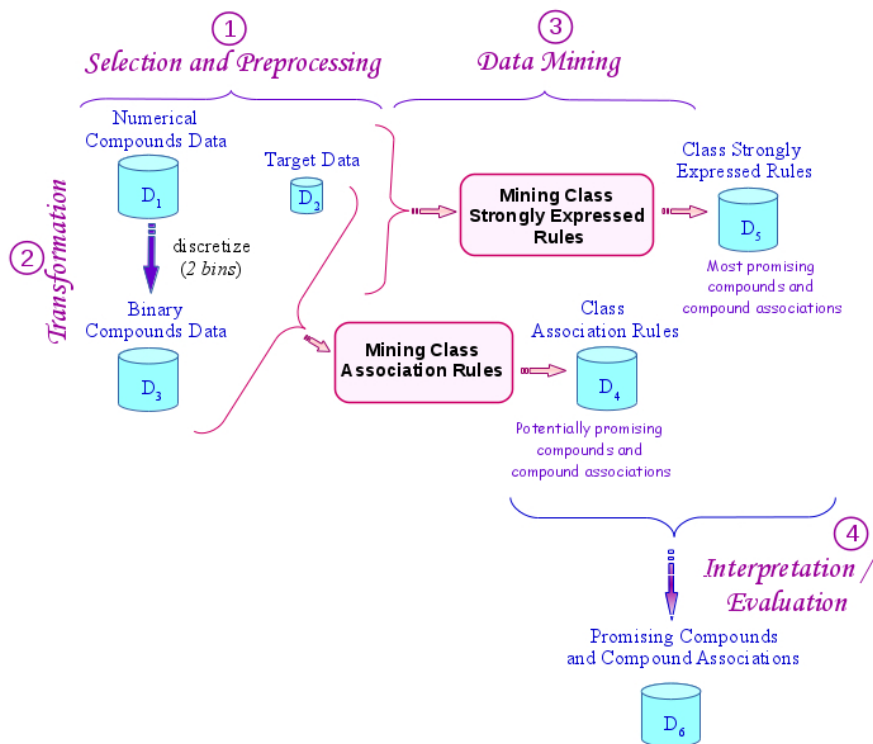 1
Selection and Preprocessing
3
Data Mining
Numerical
Compounds Data
D1
Target Data
D2
2
Transformation
discretize
(2 bins)
Binary
Compounds Data
D3
Mining Class
Strongly Expressed
Rules
Class Strongly
Expressed Rules
D5
Most promising
compounds and
compound associations
Mining Class
Association Rules
Class
Association Rules
D4
Potentially promising
compounds and
compound associations
4
Interpretation /
Evaluation
Promising Compounds
and Compound Associations
D6